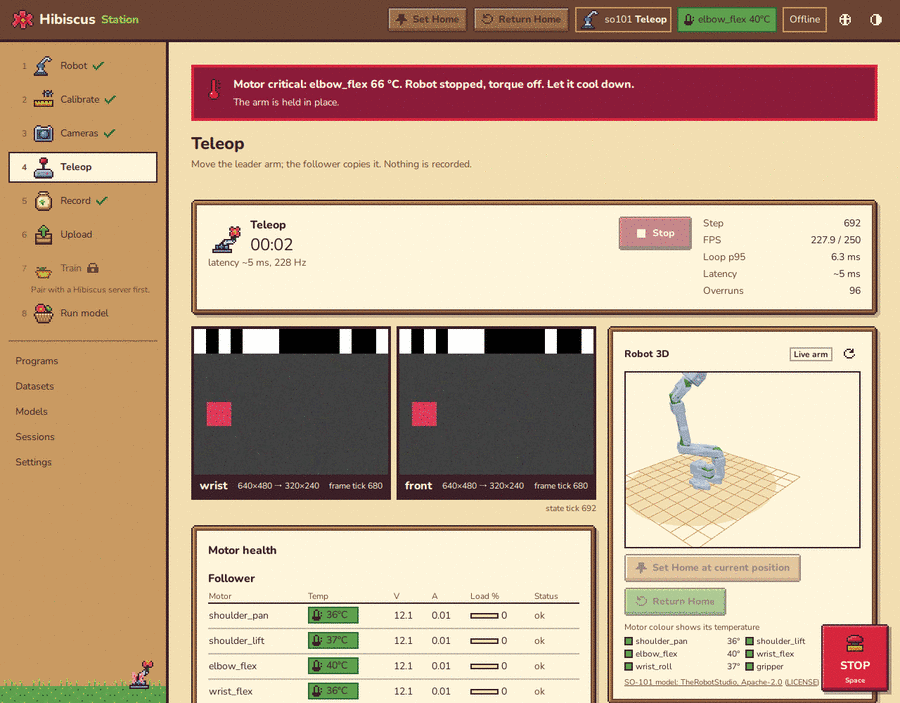 Hibiscus Station
Set Home
Return Home
so101 Teleop
elbow_flex 40°C
Offline
1 Robot
2 Calibrate
3 Cameras
4 Teleop
5 Record
6 Upload
7 Train
Pair with a Hibiscus server first.
8 Run model
Programs
Datasets
Models
Sessions
Settings
Motor critical: elbow_flex 66 °C. Robot stopped, torque off. Let it cool down.
The arm is held in place.
Teleop
Move the leader arm; the follower copies it. Nothing is recorded.
Teleop
00:02
latency ~5 ms, 228 Hz
Stop
Step 692
FPS 227.9 / 250
Loop p95 6.3 ms
Latency ~5 ms
Overruns 96
wrist 640×480 → 320×240 frame tick 680
front 640×480 → 320×240 frame tick 680
state tick 692
Motor health
Follower
Motor Temp V A Load % Status
shoulder_pan 36°C 12.1 0.01 0 ok
shoulder_lift 37°C 12.1 0.01 0 ok
elbow_flex 40°C 12.1 0.01 0 ok
wrist_flex 36°C 12.1 0.01 0 ok
Robot 3D
Live arm
Set Home at current position
Return Home
Motor colour shows its temperature
shoulder_pan 36° shoulder_lift
elbow_flex 40° wrist_flex
wrist_roll 37° gripper
SO-101 model: TheRobotStudio, Apache-2.0 (LICENSE)
STOP
Space